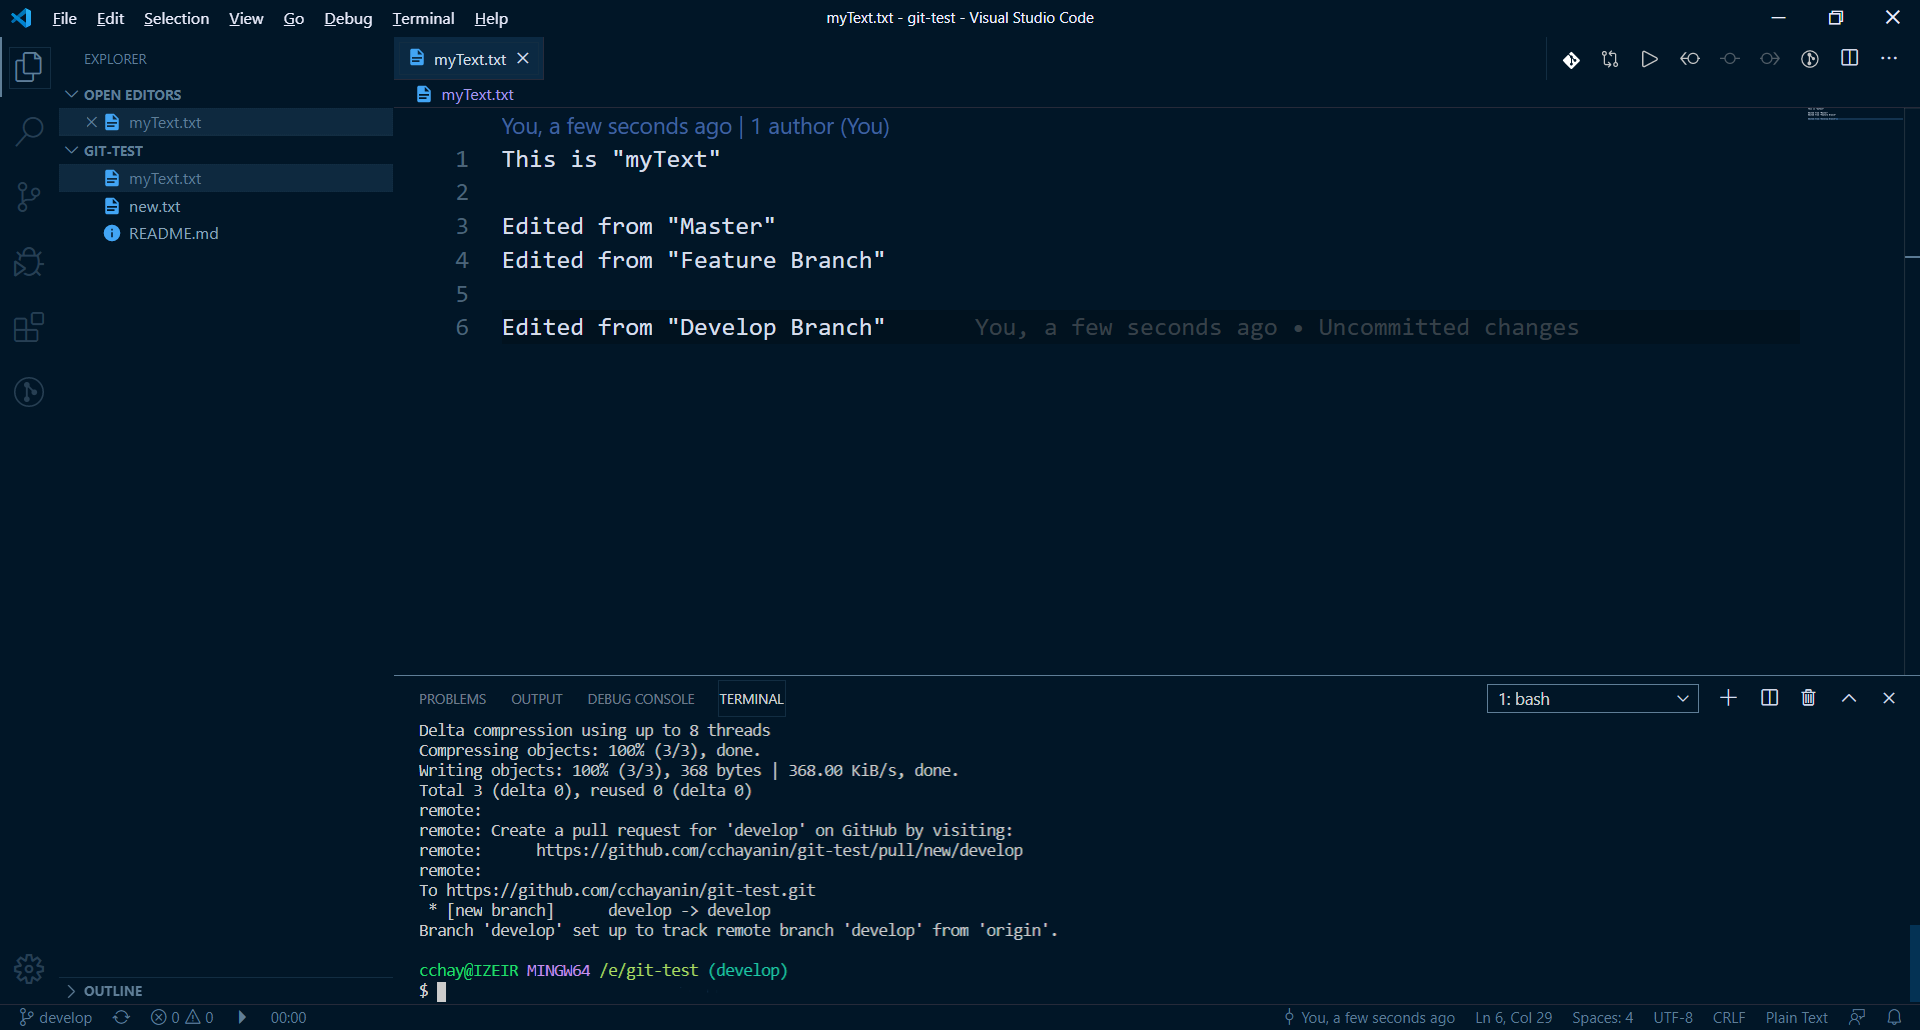 File Edit Selection View Go Debug Terminal Help
myText.txt - git-test - Visual Studio Code
EXPLORER
OPEN EDITORS
myText.txt
GIT-TEST
myText.txt
new.txt
README.md
OUTLINE
myText.txt
myText.txt
You, a few seconds ago | 1 author (You)
1 This is "myText"
2
3 Edited from "Master"
4 Edited from "Feature Branch"
5
6 Edited from "Develop Branch" You, a few seconds ago • Uncommitted changes
PROBLEMS OUTPUT DEBUG CONSOLE TERMINAL 1: bash
Delta compression using up to 8 threads
Compressing objects: 100% (3/3), done.
Writing objects: 100% (3/3), 368 bytes | 368.00 KiB/s, done.
Total 3 (delta 0), reused 0 (delta 0)
remote:
remote: Create a pull request for 'develop' on GitHub by visiting:
remote: https://github.com/cchayanin/git-test/pull/new/develop
remote:
To https://github.com/cchayanin/git-test.git
* [new branch] develop -> develop
Branch 'develop' set up to track remote branch 'develop' from 'origin'.
cchay@IZEIR MINGW64 /e/git-test (develop)
$
develop 0 0 00:00 You, a few seconds ago Ln 6, Col 29 Spaces: 4 UTF-8 CRLF Plain Text